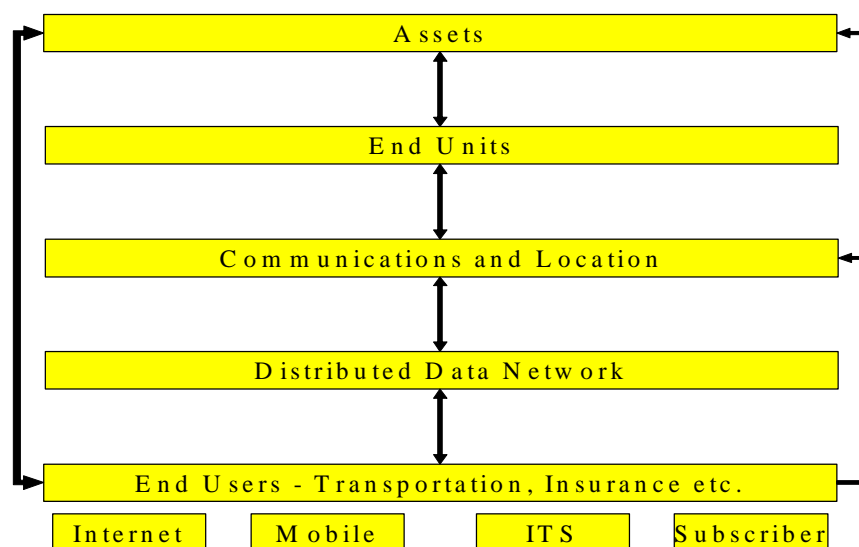 Assets
End Units
Communications and Location
Distributed Data Network
End Users - Transportation, Insurance etc.
Internet Mobile ITS Subscriber